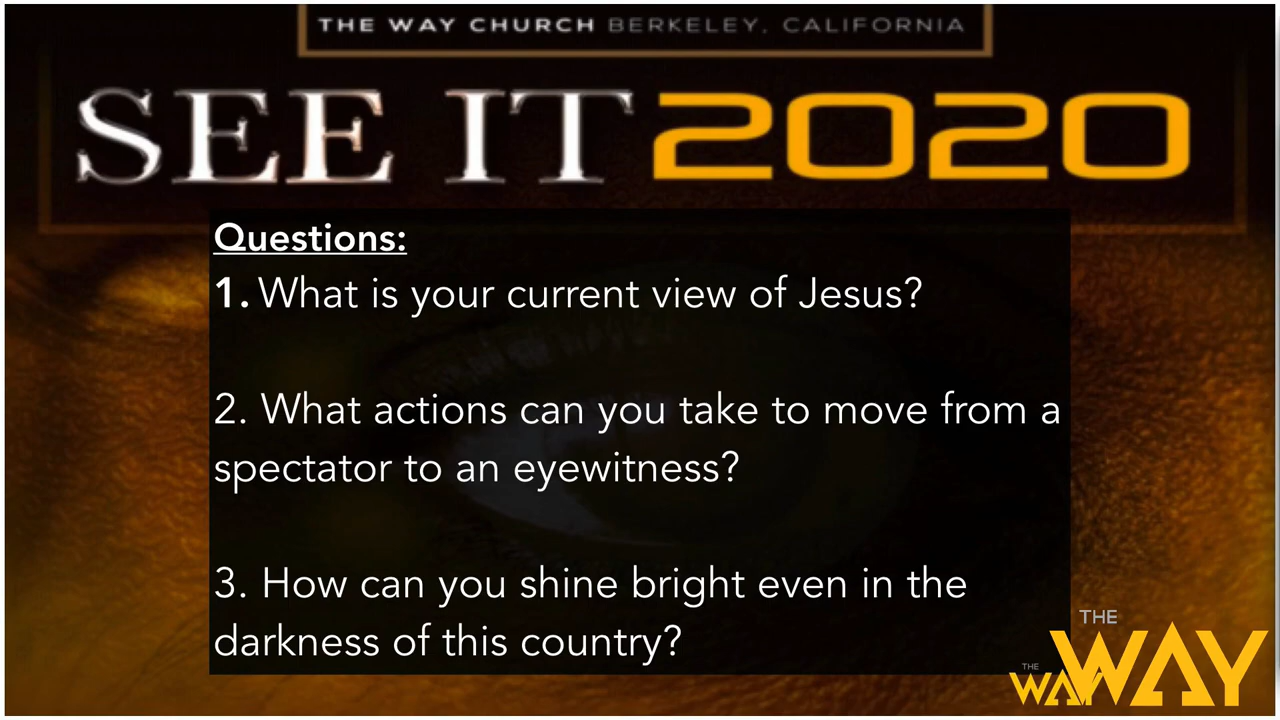 THE WAY CHURCH BERKELEY, CALIFORNIA
SEE IT 2020
Questions:
1. What is your current view of Jesus?
2. What actions can you take to move from a
spectator to an eyewitness?
3. How can you shine bright even in the
darkness of this country?
THE
WAY
THE
WAY